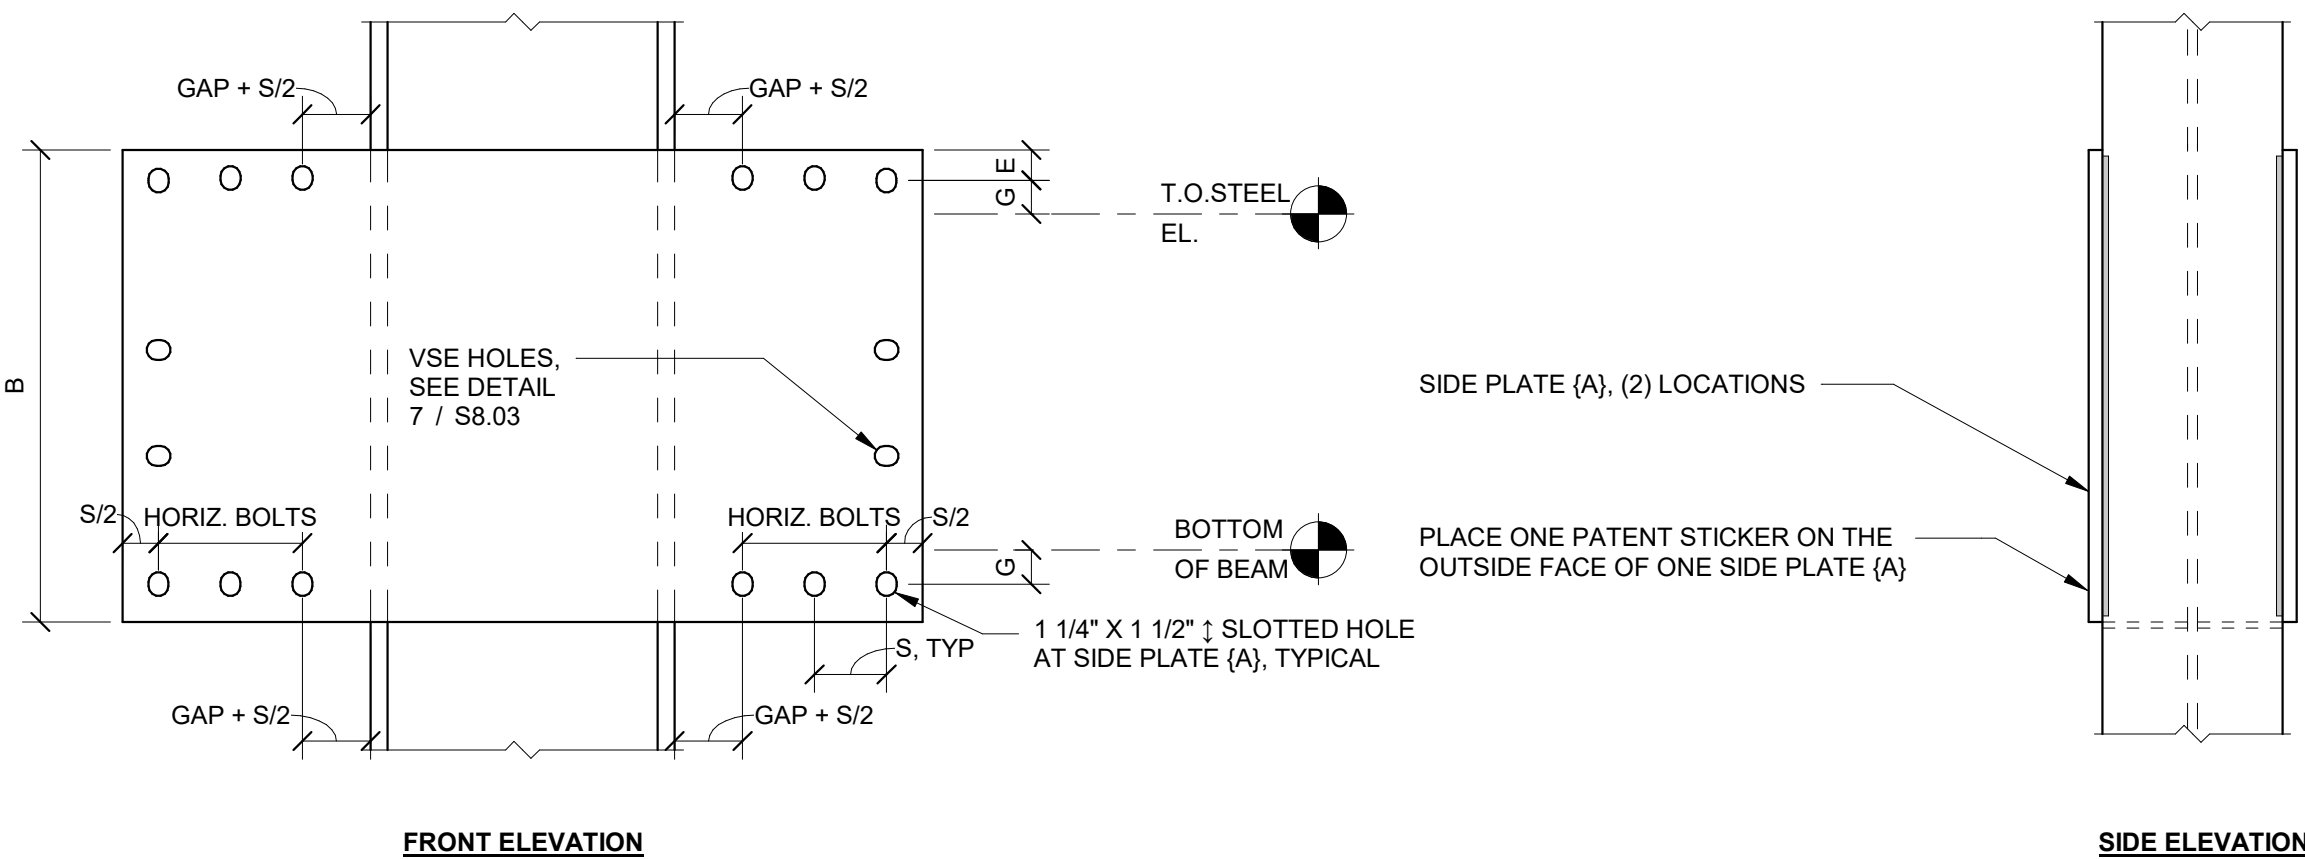 GAP + S/2
GAP + S/2
E
G
T.O.STEEL
EL.
B
VSE HOLES,
SEE DETAIL
7 / S8.03
SIDE PLATE {A}, (2) LOCATIONS
S/2
HORIZ. BOLTS
HORIZ. BOLTS
S/2
BOTTOM
OF BEAM
G
PLACE ONE PATENT STICKER ON THE
OUTSIDE FACE OF ONE SIDE PLATE {A}
1 1/4" X 1 1/2" ↕ SLOTTED HOLE
AT SIDE PLATE {A}, TYPICAL
S, TYP
GAP + S/2
GAP + S/2
FRONT ELEVATION
SIDE ELEVATION